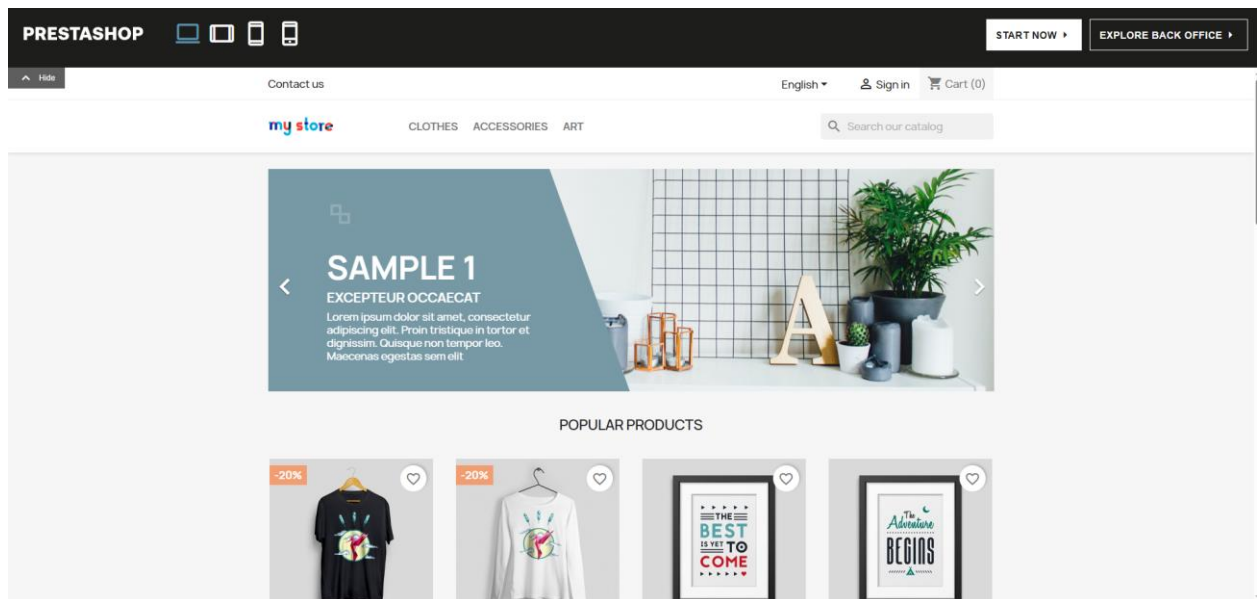 PRESTASHOP
START NOW
EXPLORE BACK OFFICE
Hide
Contact us
English
Sign in
Cart (0)
my store
CLOTHES ACCESSORIES ART
Search our catalog
SAMPLE 1
EXCEPTEUR OCCAECAT
Lorem ipsum dolor sit amet, consectetur
adipiscing elit. Proin tristique in tortor et
dignissim. Quisque non tempor leo.
Maecenas egestas sem elit
A
POPULAR PRODUCTS
-20%
-20%
THE
BEST
IS YET TO
COME
The
Adventure
BEGINS